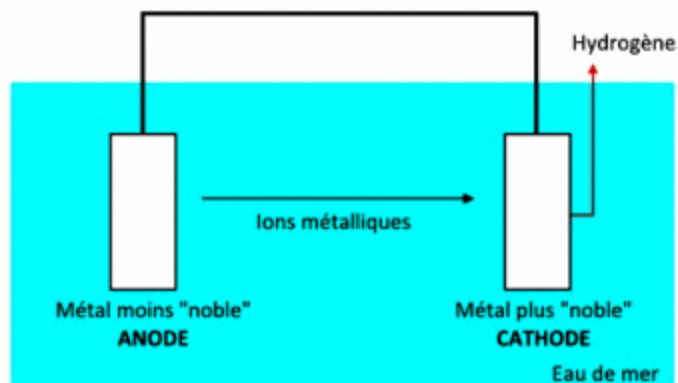 Hydrogène
Ions métalliques
Métal moins "noble"
ANODE
Métal plus "noble"
CATHODE
Eau de mer